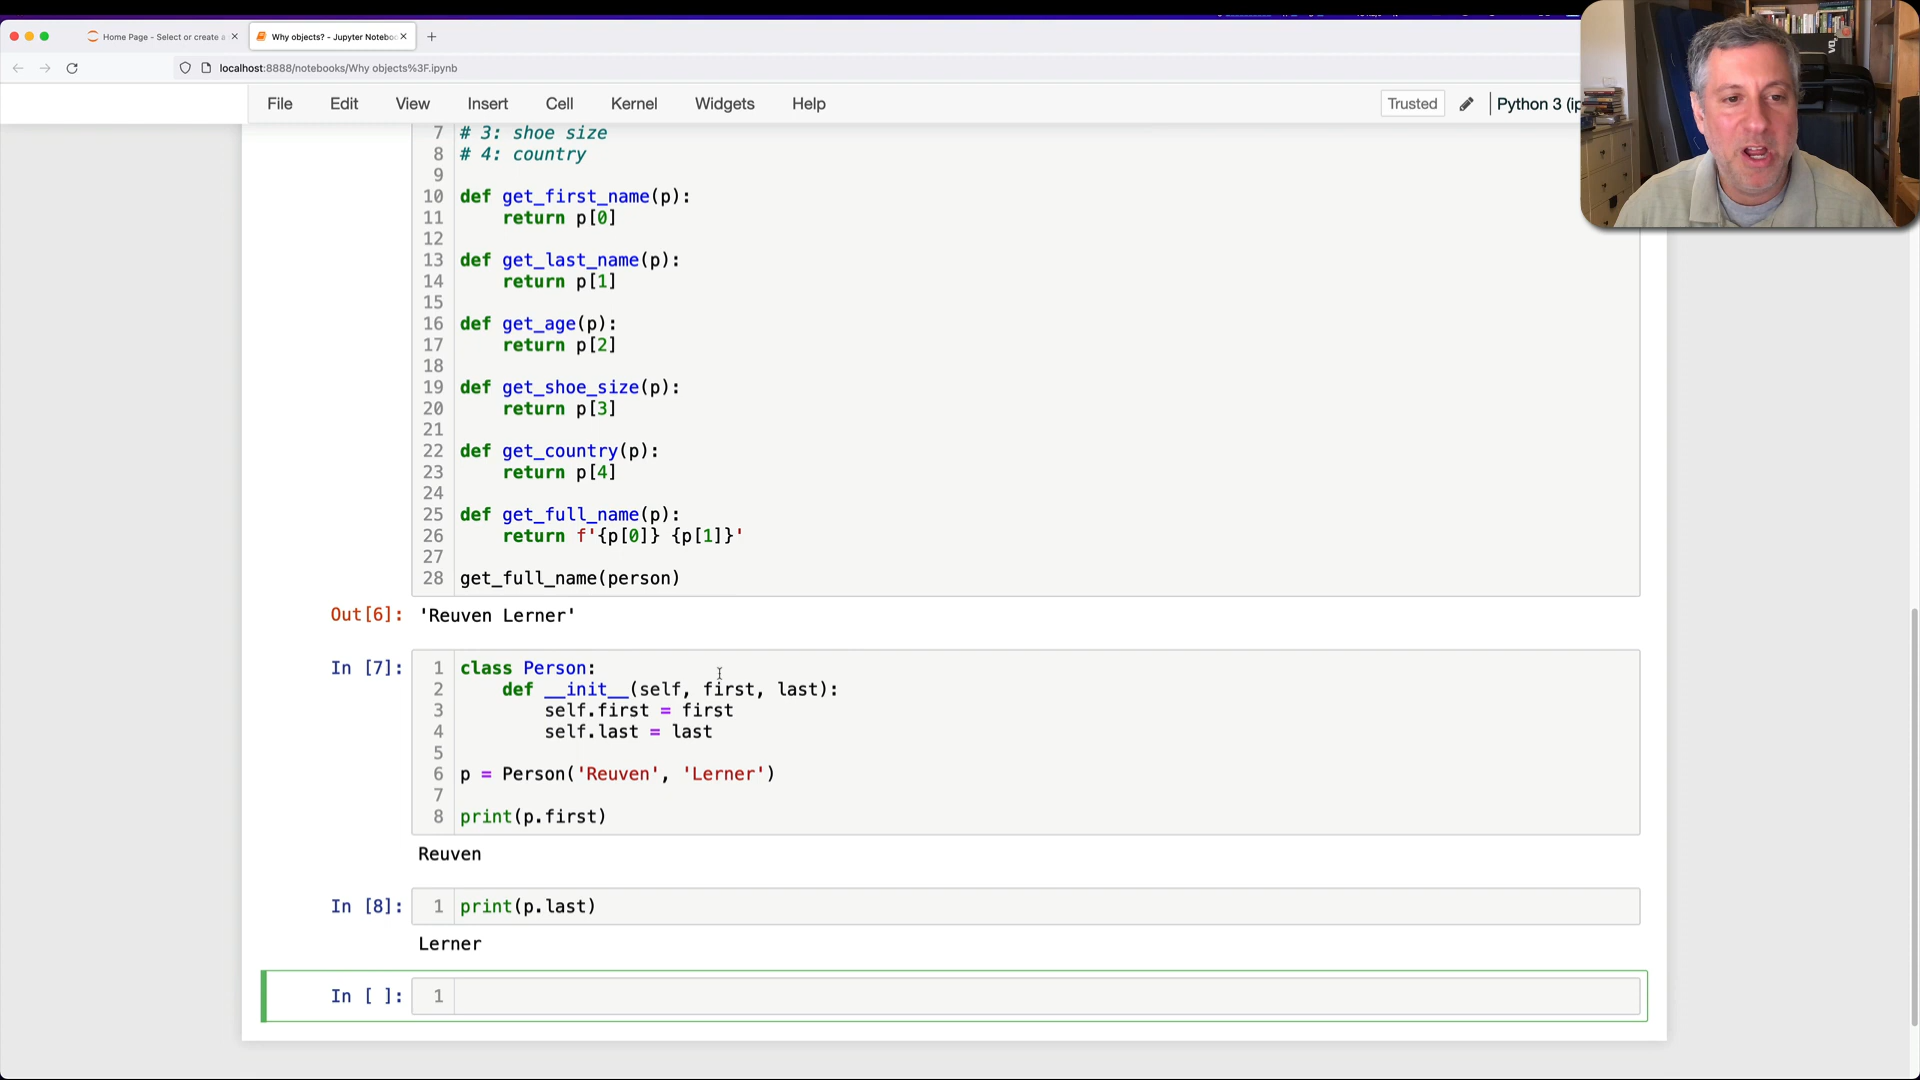 Home Page - Select or create a
Why objects? - Jupyter Noteboo
localhost:8888/notebooks/Why objects%3F.ipynb
File Edit View Insert Cell Kernel Widgets Help
Trusted Python 3 (ip
7 # 3: shoe size
8 # 4: country
9
10 def get_first_name(p):
11 return p[0]
12
13 def get_last_name(p):
14 return p[1]
15
16 def get_age(p):
17 return p[2]
18
19 def get_shoe_size(p):
20 return p[3]
21
22 def get_country(p):
23 return p[4]
24
25 def get_full_name(p):
26 return f'{p[0]} {p[1]}'
27
28 get_full_name(person)
Out[6]: 'Reuven Lerner'
In [7]: 1 class Person:
2 def __init__(self, first, last):
3 self.first = first
4 self.last = last
5
6 p = Person('Reuven', 'Lerner')
7
8 print(p.first)
Reuven
In [8]: 1 print(p.last)
Lerner
In [ ]: 1